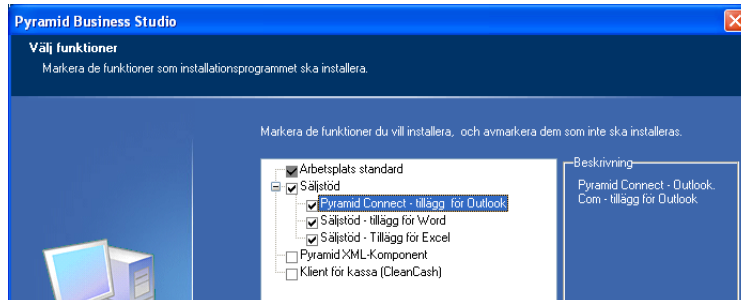 Pyramid Business Studio
Välj funktioner
Markera de funktioner som installationsprogrammet ska installera.
Markera de funktioner du vill installera, och avmarkera dem som inte ska installeras.
Arbetsplats standard
Säljstöd
Pyramid Connect - tillägg för Outlook
Säljstöd - tillägg för Word
Säljstöd - Tillägg för Excel
Pyramid XML-Komponent
Klient för kassa (CleanCash)
Beskrivning
Pyramid Connect - Outlook.
Com - tillägg för Outlook